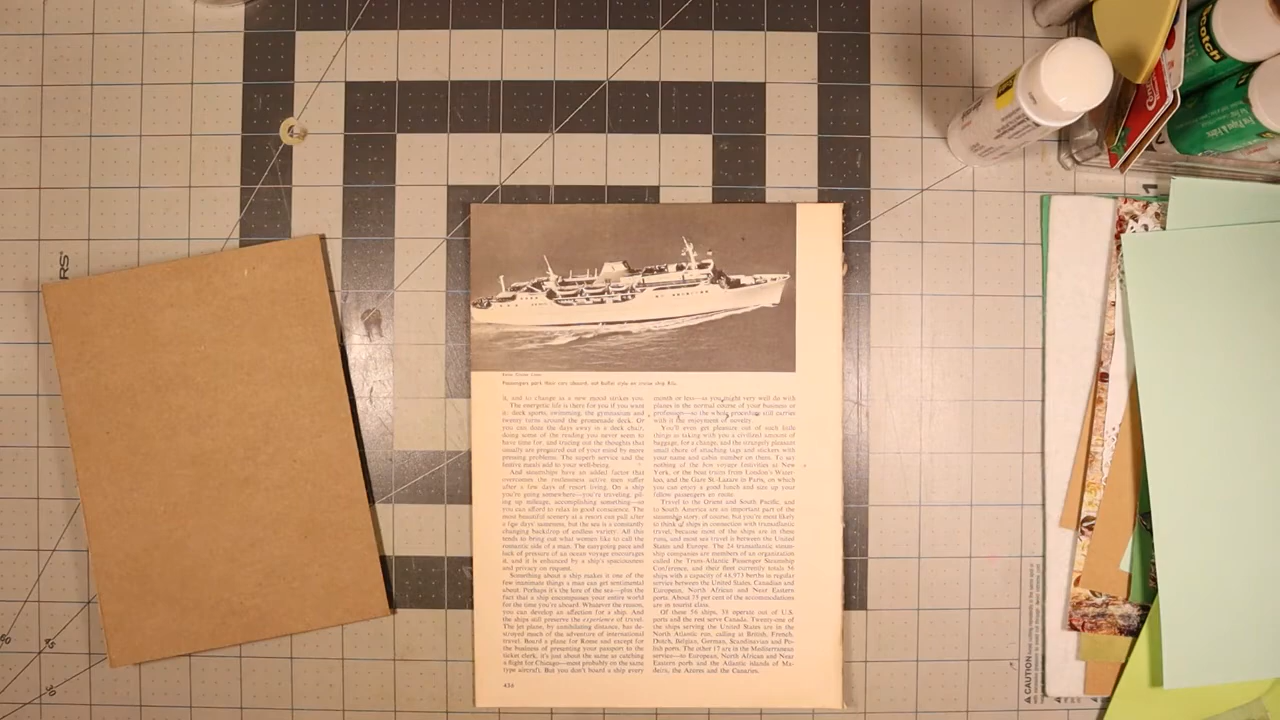 RS®
Scotch
1
Passengers park their cars aboard, eat buffet style on cruise ship Rio.
is, and to change as a new mood strikes you.
The energetic life is there for you if you want
it: deck sports, swimming, the gymnasium and
twenty turns around the promenade deck. Or
you can doze the days away in a deck chair,
doing some of the reading you never seem to
have time for, and tracing out the thoughts that
usually are pressured out of your mind by more
pressing problems. The superb service and the
festive meals add to your well-being.
And steamships have an added factor that
overcomes the restlessness active men suffer
after a few days of resort living. On a ship
you're going somewhere—you're traveling, pil-
ing up mileage, accomplishing something—so
you can afford to relax in good conscience. The
most beautiful scenery at a resort can pall after
a few days' sameness, but the sea is a constantly
changing backdrop of endless variety. All this
tends to bring out what women like to call the
romantic side of a man. The easygoing pace and
lack of pressure of an ocean voyage encourages
it, and it is enhanced by a ship's spaciousness
and privacy on request.
Something about a ship makes it one of the
few inanimate things a man can get sentimental
about. Perhaps it's the lore of the sea—plus the
fact that a ship encompasses your entire world
for the time you're aboard. Whatever the reason,
you can develop an affection for a ship. And
the ships still preserve the experience of travel.
The jet plane, by annihilating distance, has de-
stroyed much of the adventure of international
travel. Board a plane for Rome and except for
the business of presenting your passport to the
ticket clerk, it's just about the same as catching
a flight for Chicago—most probably on the same
type aircraft. But you don't board a ship every
month or less—so you might very well do with
planes in the normal course of your business or
profession—so the whole procedure still carries
with it the enjoyment of novelty.
You'll even get pleasure out of such little
things as taking with you a civilized amount of
baggage, for a change, and the strangely pleasant
small chore of attaching tags and stickers with
your name and cabin number on them. To say
nothing of the bon voyage festivities at New
York, or the boat trains from London's Water-
loo, and the Gare St.-Lazare in Paris, on which
you can enjoy a good lunch and size up your
fellow passengers en route.
Travel to the Orient and South Pacific, and
to South America are an important part of the
steamship story, of course, but you're most likely
to think of ships in connection with transatlantic
travel, because most of the ships are in these
runs, and most sea travel is between the United
States and Europe. The 24 transatlantic steam-
ship companies are members of an organization
called the Trans-Atlantic Passenger Steamship
Conference, and their fleet currently totals 56
ships with a capacity of 48,973 berths in regular
service between the United States, Canadian and
European, North African and Near Eastern
ports. About 75 per cent of the accommodations
are in tourist class.
Of these 56 ships, 38 operate out of U.S.
ports and the rest serve Canada. Twenty-one of
the ships serving the United States are in the
North Atlantic run, calling at British, French,
Dutch, Belgian, German, Scandinavian and Po-
lish ports. The other 17 are in the Mediterranean
service—to European, North African and Near
Eastern ports and the Atlantic islands of Ma-
deira, the Azores and the Canaries.
434
60
45
30
⚠ CAUTION